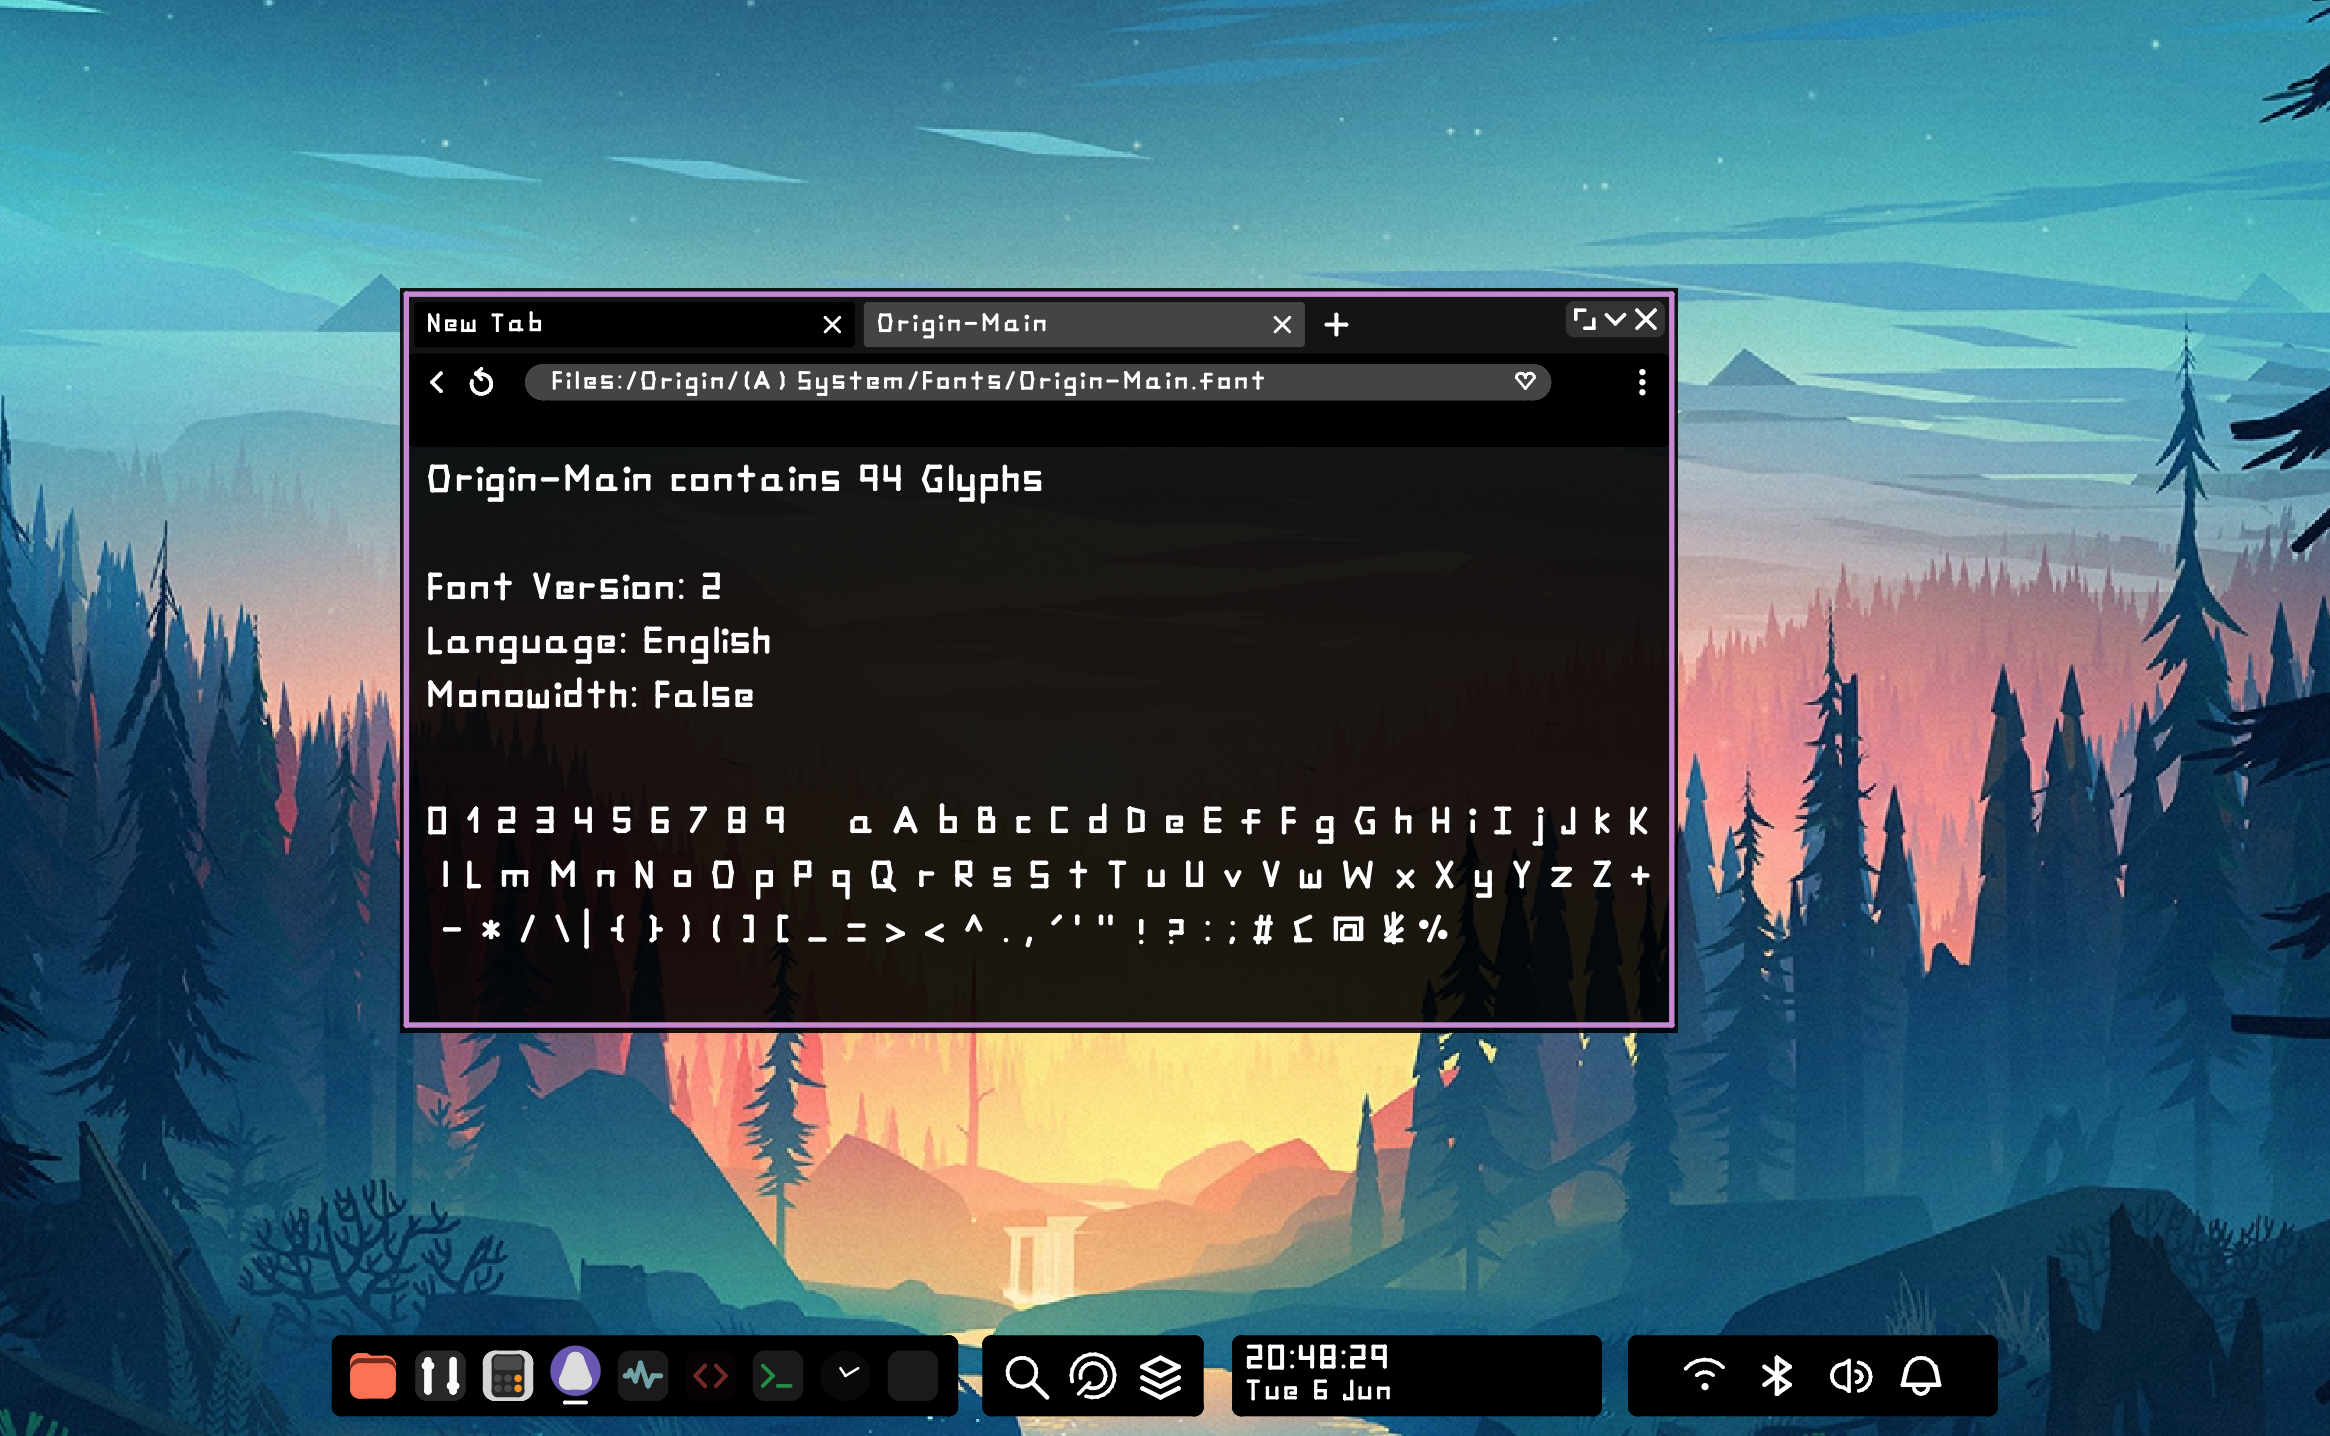 New Tab
Origin-Main
Files:/Origin/(A) System/Fonts/Origin-Main.font
Origin-Main contains 94 Glyphs
Font Version: 2
Language: English
Monowidth: False
0 1 2 3 4 5 6 7 8 9 a A b B c C d D e E f F g G h H i I j J k K
l L m M n N o O p P q Q r R s S t T u U v V w W x X y Y z Z +
- * / \ | { } ) ( ] [ _ = > < ^ . , ´ ' " ! ? : ; # £ @ %
20:48:29
Tue 6 Jun